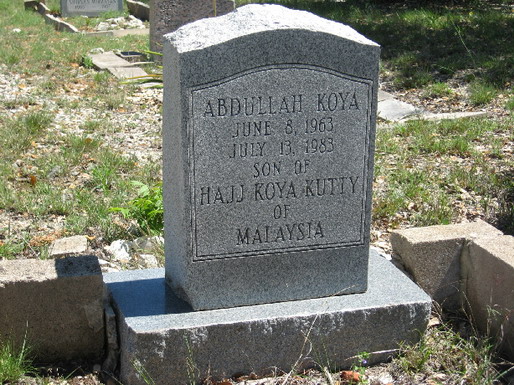 ABDULLAH KOYA
JUNE 8, 1963
JULY 13, 1983
SON OF
HAJJ KOYA KUTTY
OF
MALAYSIA